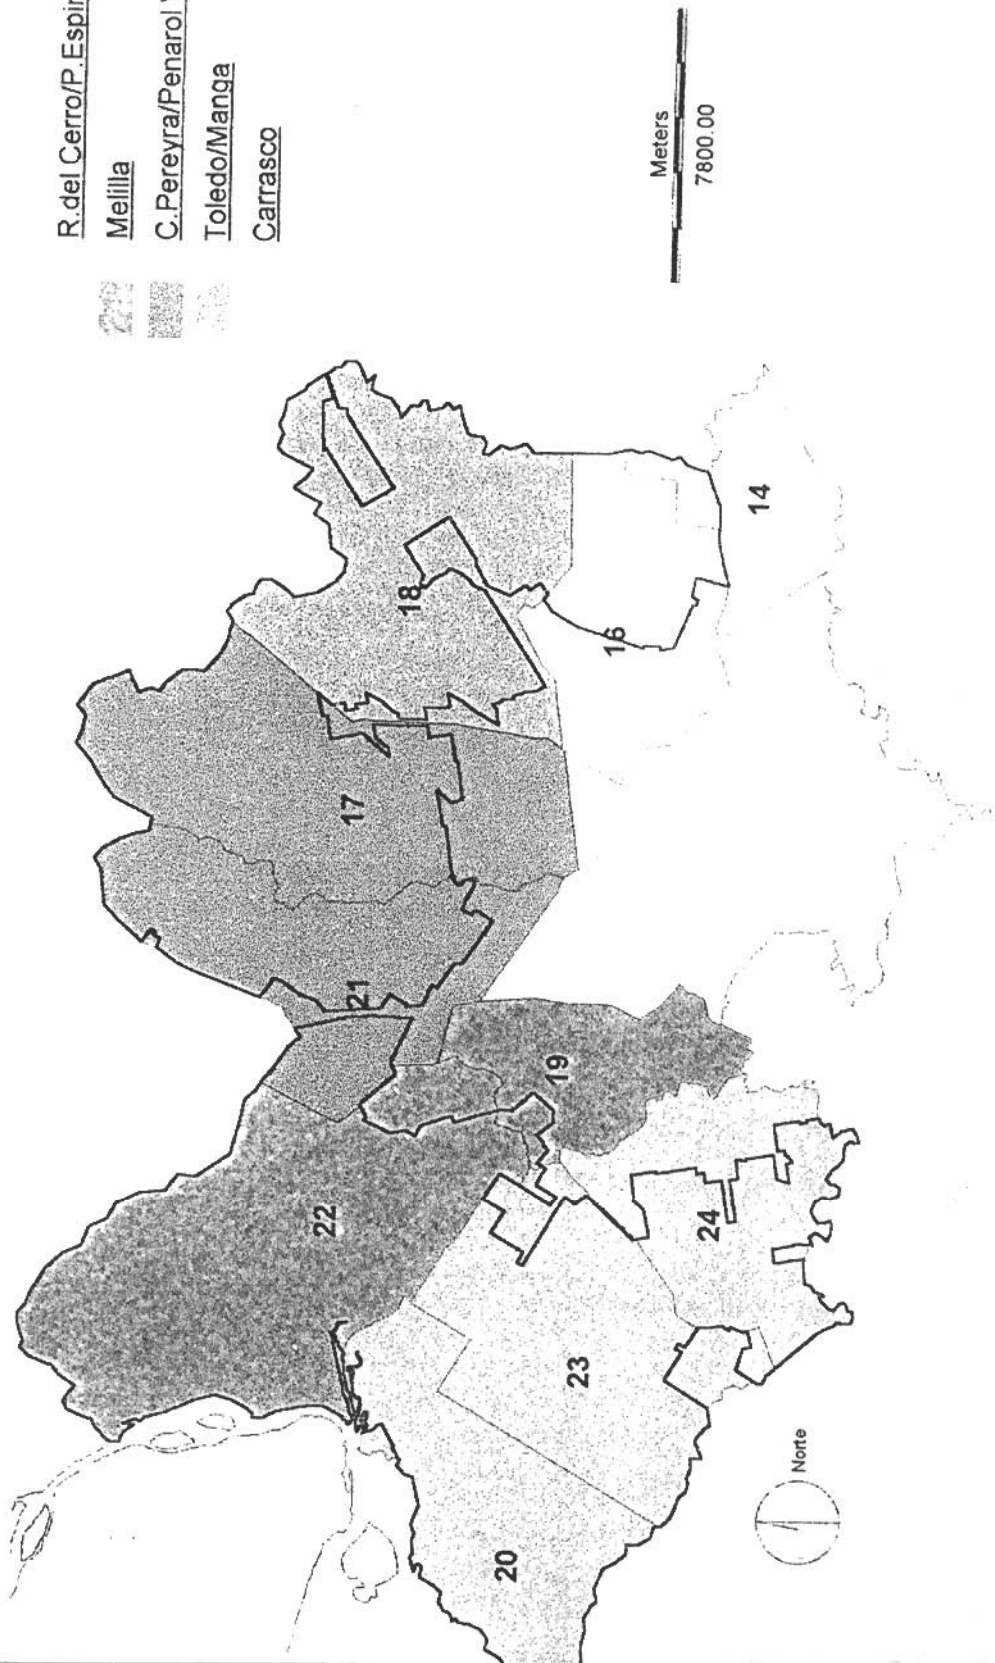 R.del Cerro/P.Espin
Melilla
C.Pereyra/Penarol
Toledo/Manga
Carrasco
Meters
7800.00
18
14
16
17
21
19
22
24
23
20
Norte